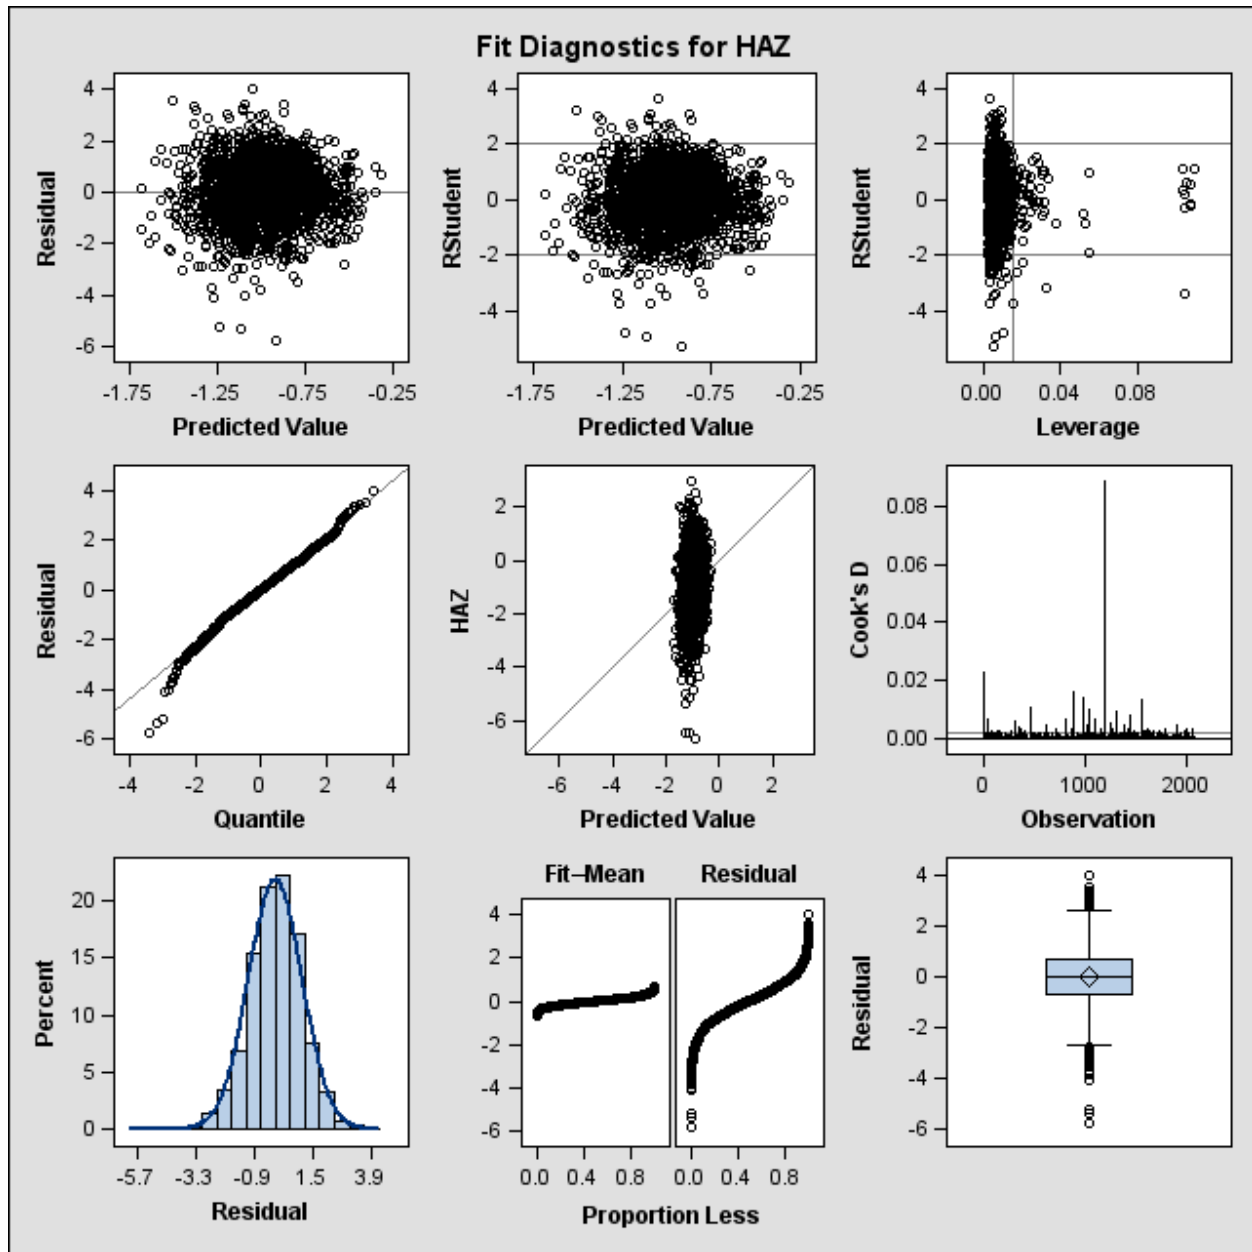 Fit Diagnostics for HAZ
4
2
0
-2
-4
-6
Residual
-1.75 -1.25 -0.75 -0.25
Predicted Value
4
2
0
-2
-4
RStudent
-1.75 -1.25 -0.75 -0.25
Predicted Value
4
2
0
-2
-4
RStudent
0.00 0.04 0.08
Leverage
4
2
0
-2
-4
-6
Residual
-4 -2 0 2 4
Quantile
2
0
-2
-4
-6
HAZ
-6 -4 -2 0 2
Predicted Value
0.08
0.06
0.04
0.02
0.00
Cook's D
0 1000 2000
Observation
20
15
10
5
0
Percent
-5.7 -3.3 -0.9 1.5 3.9
Residual
Fit–Mean Residual
4
2
0
-2
-4
-6
0.0 0.4 0.8 0.0 0.4 0.8
Proportion Less
4
2
0
-2
-4
-6
Residual